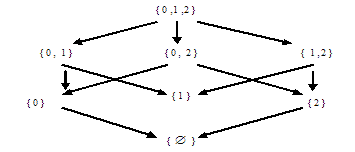 {0,1,2}
{0, 1} {0, 2} {1,2}
{0} {1} {2}
{∅}